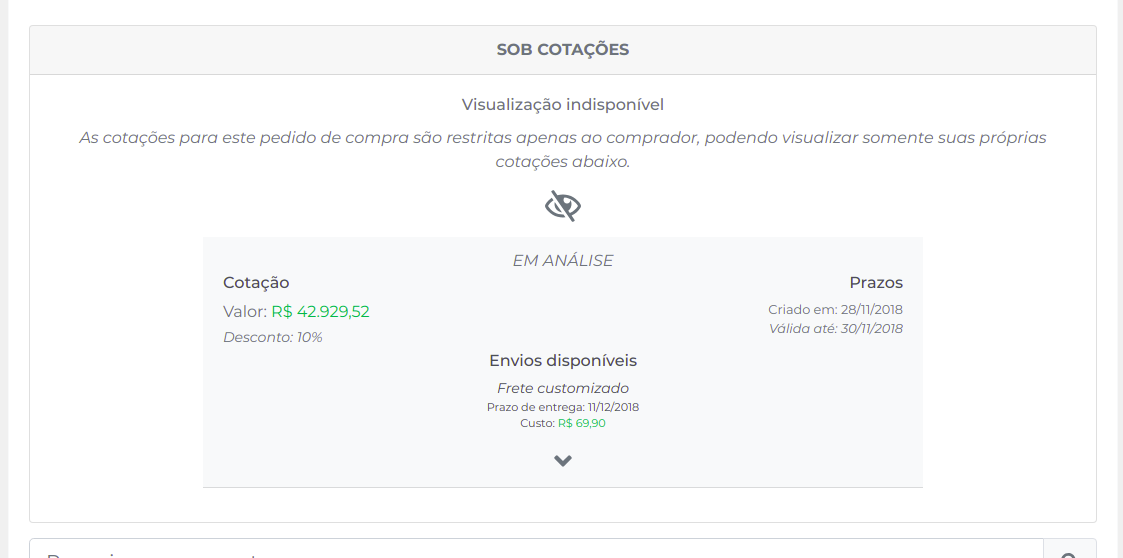 SOB COTAÇÕES
Visualização indisponível
As cotações para este pedido de compra são restritas apenas ao comprador, podendo visualizar somente suas próprias
cotações abaixo.
EM ANÁLISE
Cotação
Prazos
Valor: R$ 42.929,52
Criado em: 28/11/2018
Desconto: 10%
Válida até: 30/11/2018
Envios disponíveis
Frete customizado
Prazo de entrega: 11/12/2018
Custo: R$ 69,90